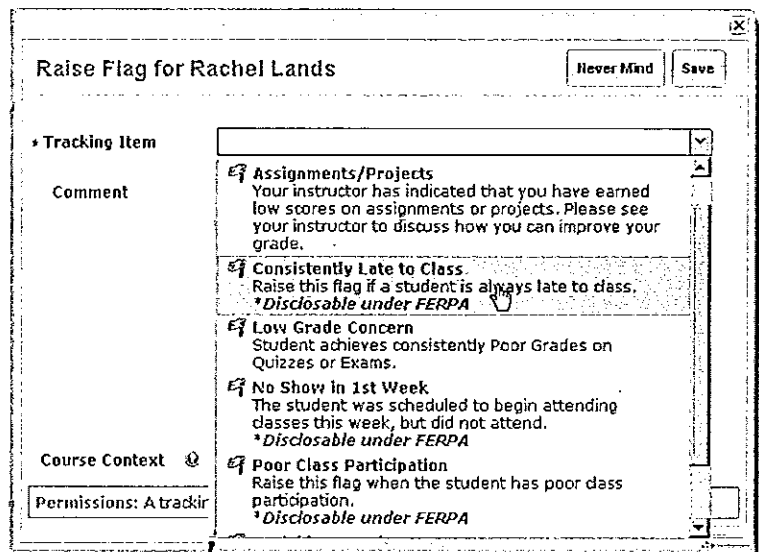 Raise Flag for Rachel Lands
Never Mind
Save
* Tracking Item
Comment
Assignments/Projects
Your instructor has indicated that you have earned
low scores on assignments or projects. Please see
your instructor to discuss how you can improve your
grade.
Consistently Late to Class
Raise this flag if a student is always late to class.
*Disclosable under FERPA
Low Grade Concern
Student achieves consistently Poor Grades on
Quizzes or Exams.
No Show in 1st Week
The student was scheduled to begin attending
classes this week, but did not attend.
*Disclosable under FERPA
Course Context
Poor Class Participation
Raise this flag when the student has poor class
participation.
*Disclosable under FERPA
Permissions: A trackin